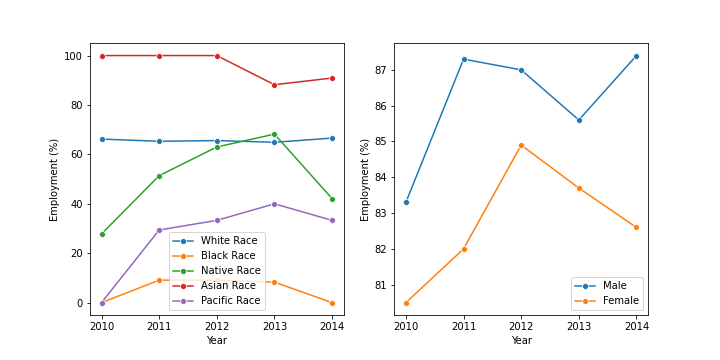 100
80
60
40
20
0
Employment (%)
2010 2011 2012 2013 2014
Year
White Race
Black Race
Native Race
Asian Race
Pacific Race
87
86
85
84
83
82
81
Employment (%)
2010 2011 2012 2013 2014
Year
Male
Female